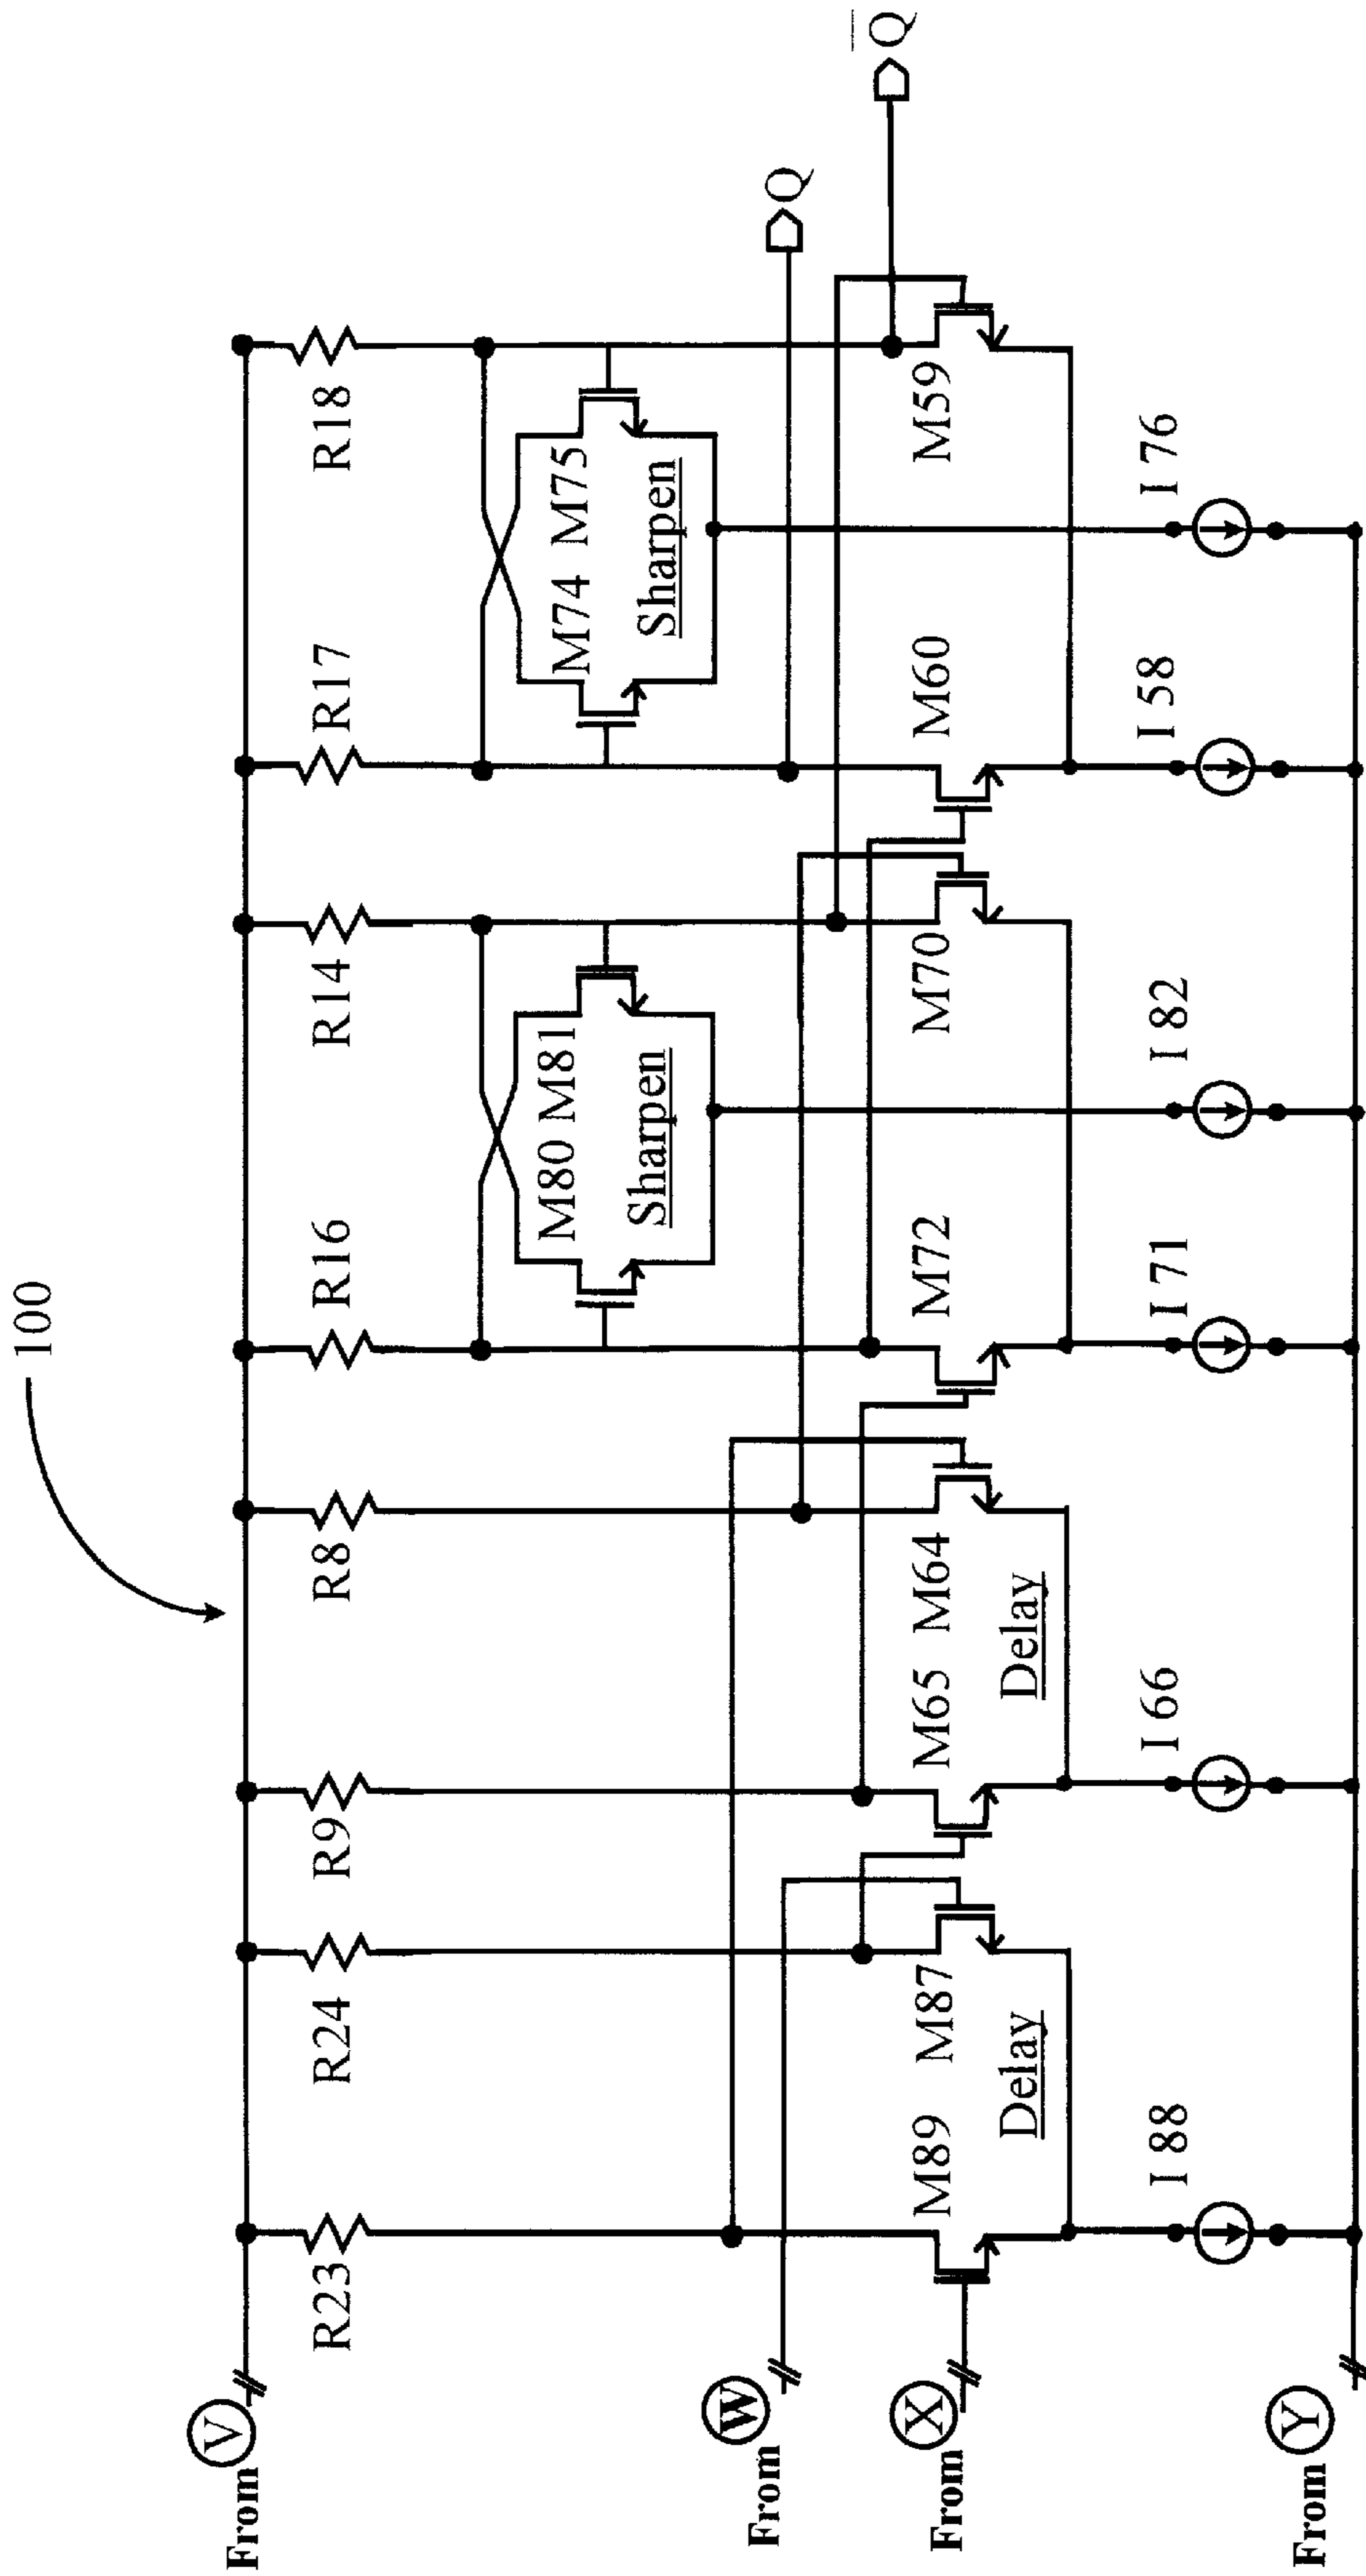 100
R23
R24
R9
R8
R16
R14
R17
R18
M80 M81
Sharpen
M74 M75
Sharpen
Q
Q̅
M89
M87
Delay
M65
M64
Delay
M72
M70
M60
M59
I 88
I 66
I 71
I 82
I 58
I 76
From V
From W
From X
From Y